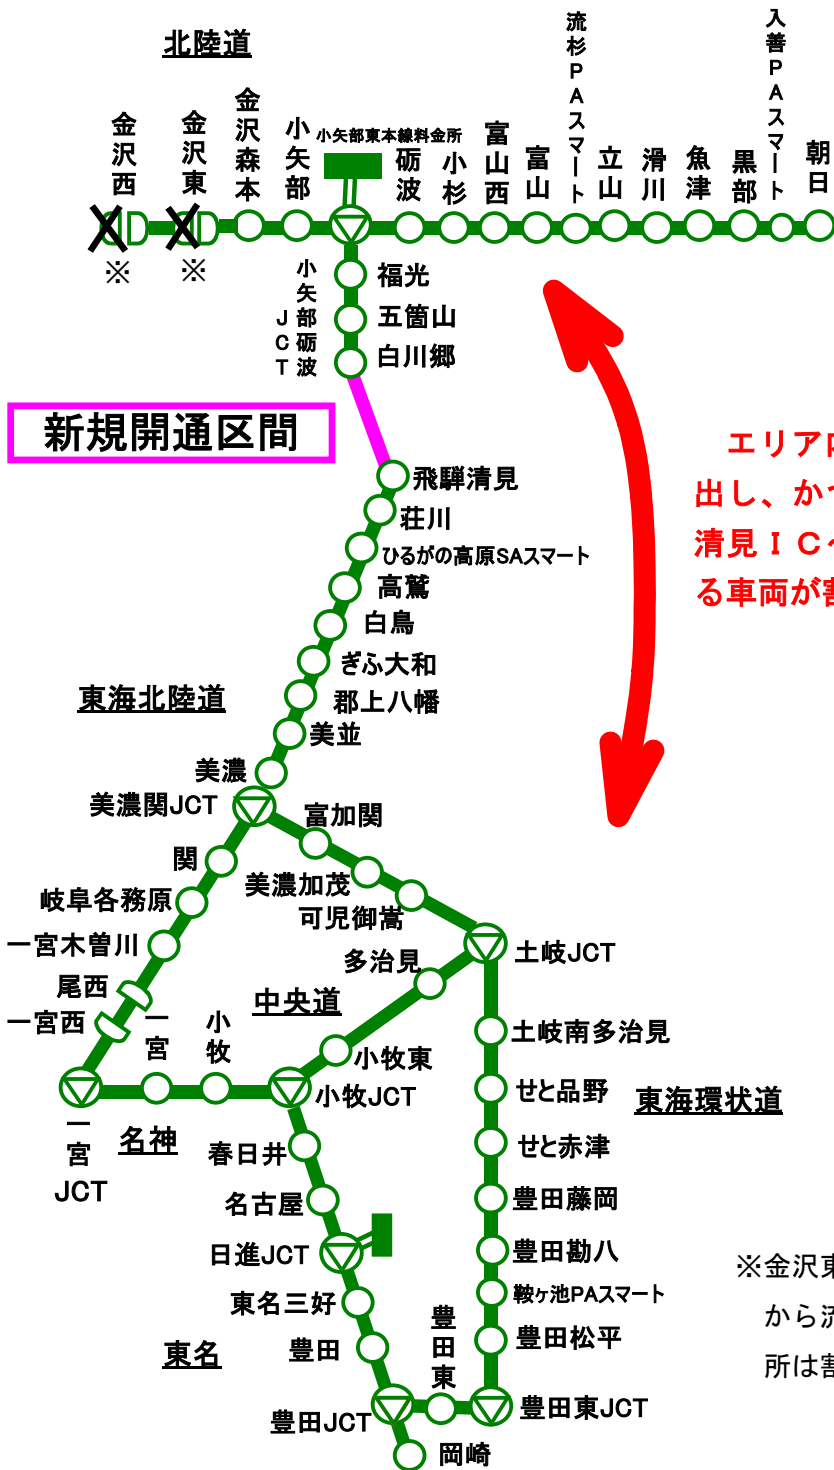 北陸道
金沢西
金沢東
金沢森本
小矢部
小矢部東本線料金所
砺波
小杉
富山西
富山
流杉PAスマート
立山
滑川
魚津
黒部
入善PAスマート
朝日
※
※
小矢部砺波
JCT
福光
五箇山
白川郷
新規開通区間
飛騨清見
荘川
ひるがの高原SAスマート
高鷲
白鳥
ぎふ大和
郡上八幡
美並
美濃
東海北陸道
エリア内
出し、かつ
清見IC~
る車両が割
美濃関JCT
富加関
美濃加茂
可児御嵩
関
岐阜各務原
一宮木曽川
尾西
一宮西
多治見
土岐JCT
中央道
一宮
小牧
小牧東
小牧JCT
一宮
JCT
名神
土岐南多治見
せと品野
東海環状道
せと赤津
豊田藤岡
豊田勘八
鞍ヶ池PAスマート
豊田松平
春日井
名古屋
日進JCT
東名三好
豊田
東名
豊田東
豊田JCT
豊田東JCT
岡崎
※金沢東
から流
所は割